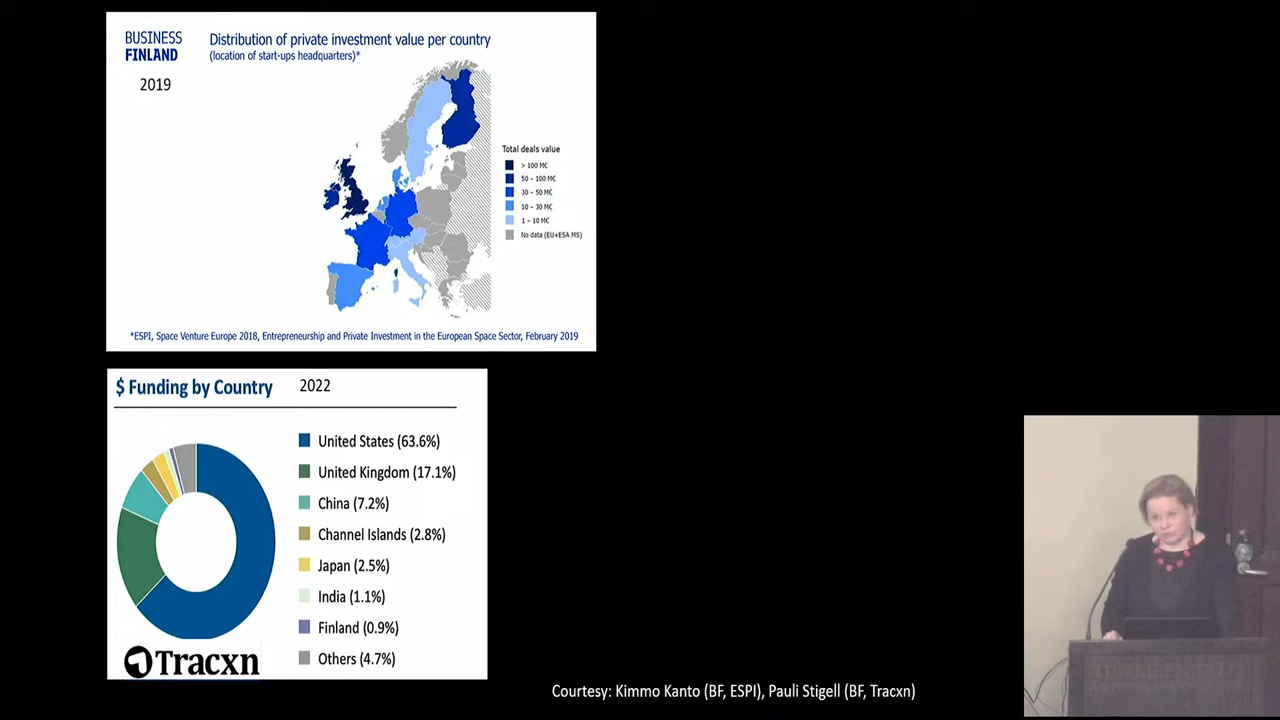 BUSINESS
FINLAND
2019
Distribution of private investment value per country
(location of start-ups headquarters)*
Total deals value
> 100 M€
50 – 100 M€
30 – 50 M€
10 – 30 M€
1 – 10 M€
No data (EU+ESA MS)
*ESPI, Space Venture Europe 2018, Entrepreneurship and Private Investment in the European Space Sector, February 2019
$ Funding by Country
2022
United States (63.6%)
United Kingdom (17.1%)
China (7.2%)
Channel Islands (2.8%)
Japan (2.5%)
India (1.1%)
Finland (0.9%)
Others (4.7%)
Tracxn
Courtesy: Kimmo Kanto (BF, ESPI), Pauli Stigell (BF, Tracxn)